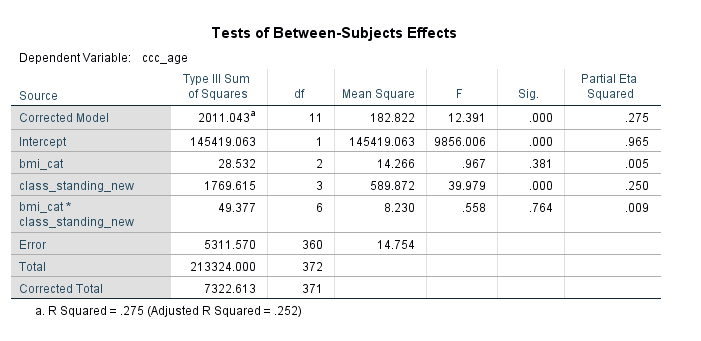 Tests of Between-Subjects Effects
Dependent Variable: ccc_age
Source Type III Sum of Squares df Mean Square F Sig. Partial Eta Squared
Corrected Model 2011.043a 11 182.822 12.391 .000 .275
Intercept 145419.063 1 145419.063 9856.006 .000 .965
bmi_cat 28.532 2 14.266 .967 .381 .005
class_standing_new 1769.615 3 589.872 39.979 .000 .250
bmi_cat * class_standing_new 49.377 6 8.230 .558 .764 .009
Error 5311.570 360 14.754
Total 213324.000 372
Corrected Total 7322.613 371
a. R Squared = .275 (Adjusted R Squared = .252)